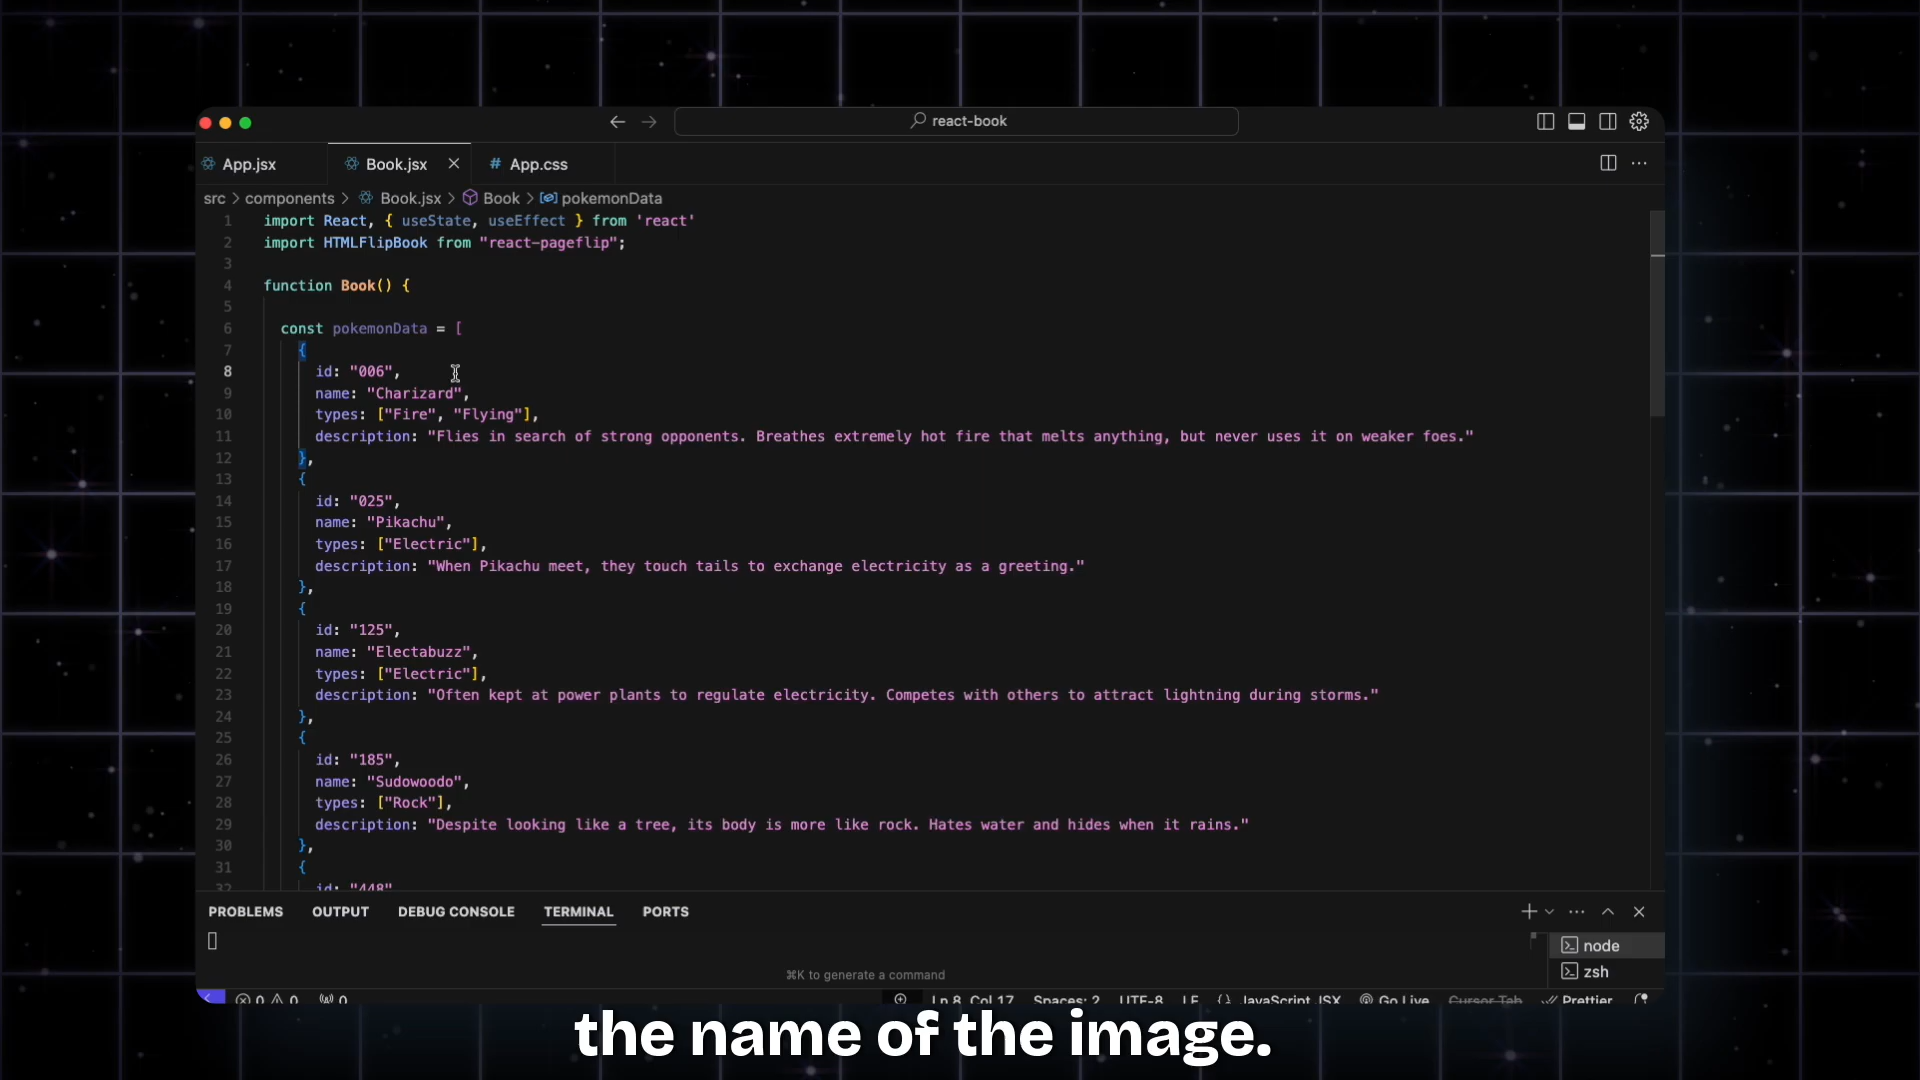 react-book
App.jsx
Book.jsx
# App.css
src > components > Book.jsx > Book > pokemonData
1 import React, { useState, useEffect } from 'react'
2 import HTMLFlipBook from "react-pageflip";
3
4 function Book() {
5
6 const pokemonData = [
7 {
8 id: "006",
9 name: "Charizard",
10 types: ["Fire", "Flying"],
11 description: "Flies in search of strong opponents. Breathes extremely hot fire that melts anything, but never uses it on weaker foes."
12 },
13 {
14 id: "025",
15 name: "Pikachu",
16 types: ["Electric"],
17 description: "When Pikachu meet, they touch tails to exchange electricity as a greeting."
18 },
19 {
20 id: "125",
21 name: "Electabuzz",
22 types: ["Electric"],
23 description: "Often kept at power plants to regulate electricity. Competes with others to attract lightning during storms."
24 },
25 {
26 id: "185",
27 name: "Sudowoodo",
28 types: ["Rock"],
29 description: "Despite looking like a tree, its body is more like rock. Hates water and hides when it rains."
30 },
31 {
32 id: "448"
PROBLEMS OUTPUT DEBUG CONSOLE TERMINAL PORTS
node
⌘K to generate a command
zsh
0 0 0 Ln 8, Col 17 Spaces: 2 UTF-8 LF {} JavaScript JSX Go Live Cursor Tab Prettier
the name of the image.